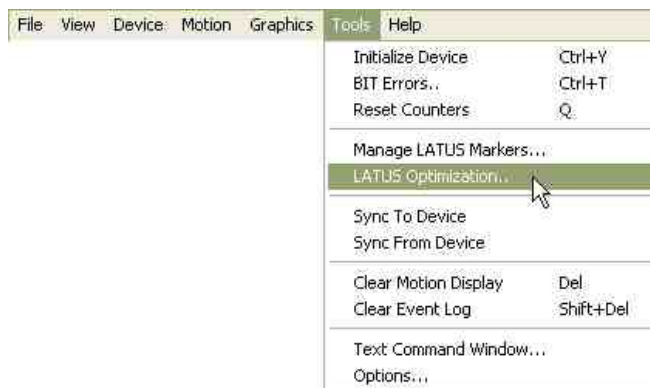 File View Device Motion Graphics Tools Help
Initialize Device Ctrl+Y
BIT Errors.. Ctrl+T
Reset Counters Q
Manage LATUS Markers...
LATUS Optimization..
Sync To Device
Sync From Device
Clear Motion Display Del
Clear Event Log Shift+Del
Text Command Window...
Options...